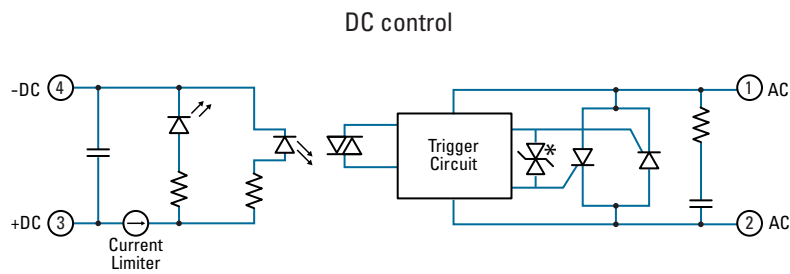 DC control
-DC 4
1 AC
Trigger
Circuit
*
+DC 3
2 AC
Current
Limiter